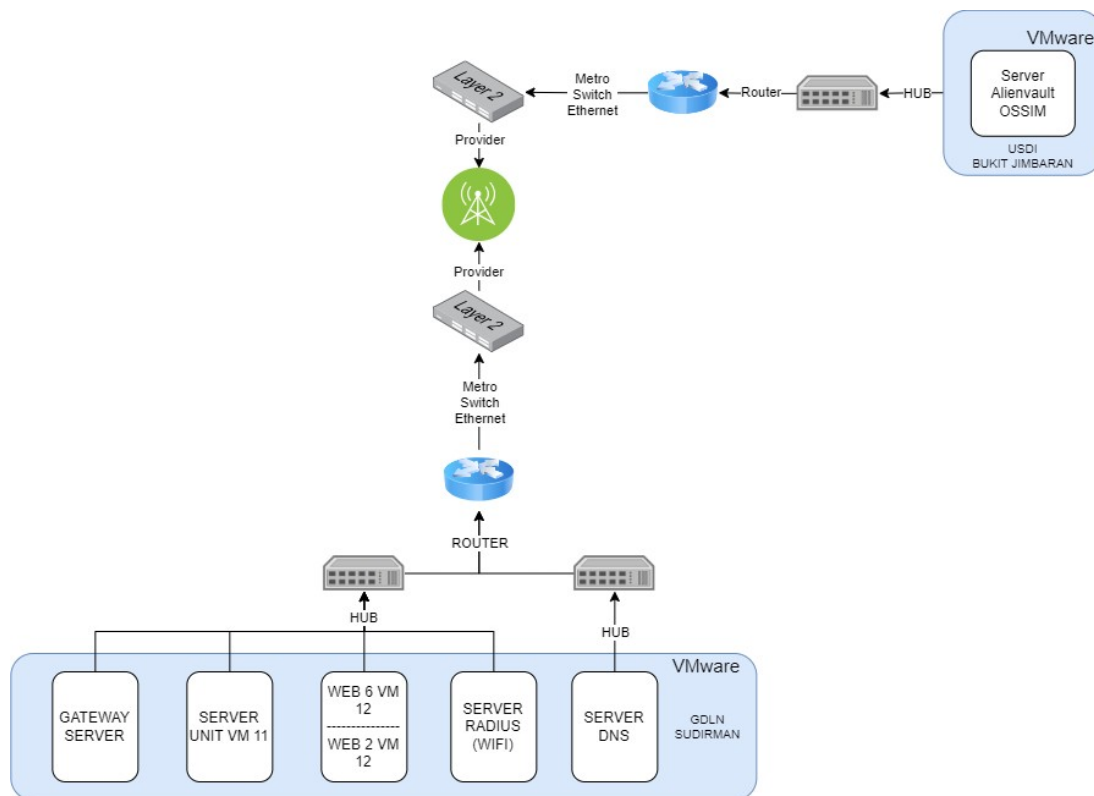 VMware
Server
Alienvault
OSSIM
USDI
BUKIT JIMBARAN
HUB
Router
Metro
Switch
Ethernet
Layer 2
Provider
Provider
Layer 2
Metro
Switch
Ethernet
ROUTER
HUB
HUB
VMware
GATEWAY
SERVER
SERVER
UNIT VM 11
WEB 6 VM
12
----------------
WEB 2 VM
12
SERVER
RADIUS
(WIFI)
SERVER
DNS
GDLN
SUDIRMAN